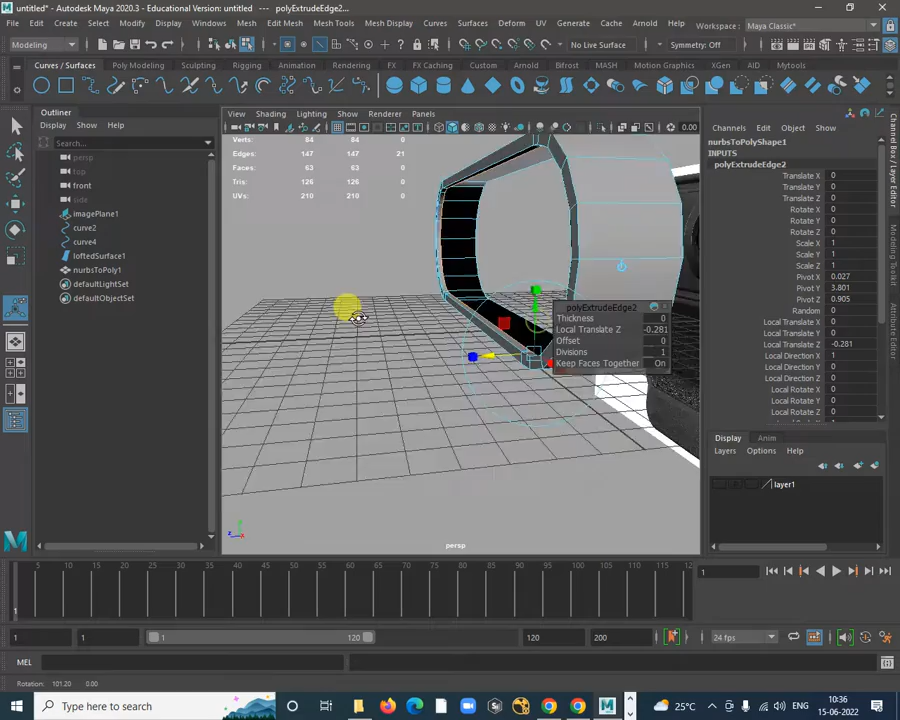 untitled* - Autodesk Maya 2020.3 - Educational Version: untitled --- polyExtrudeEdge2...
File Edit Create Select Modify Display Windows Mesh Edit Mesh Mesh Tools Mesh Display Curves Surfaces Deform UV Generate Cache Arnold Help Workspace : Maya Classic*
Modeling No Live Surface Symmetry: Off
Curves / Surfaces Poly Modeling Sculpting Rigging Animation Rendering FX FX Caching Custom Arnold Bifrost MASH Motion Graphics XGen AID Mytools
Outliner
Display Show Help
Search...
persp
top
front
side
imagePlane1
curve2
curve4
loftedSurface1
nurbsToPoly1
defaultLightSet
defaultObjectSet
View Shading Lighting Show Renderer Panels
0.00
Verts: 84 84 0
Edges: 147 147 21
Faces: 63 63 0
Tris: 126 126 0
UVs: 210 210 0
polyExtrudeEdge2
Thickness 0
Local Translate Z -0.281
Offset 0
Divisions 1
Keep Faces Together On
persp
Channels Edit Object Show
nurbsToPolyShape1
INPUTS
polyExtrudeEdge2
Translate X 0
Translate Y 0
Translate Z 0
Rotate X 0
Rotate Y 0
Rotate Z 0
Scale X 1
Scale Y 1
Scale Z 1
Pivot X 0.027
Pivot Y 3.801
Pivot Z 0.905
Random 0
Local Translate X 0
Local Translate Y 0
Local Translate Z -0.281
Local Direction X 1
Local Direction Y 0
Local Direction Z 0
Local Rotate X 0
Local Rotate Y 0
Local Rotate Z 0
Channel Box / Layer Editor
Modeling Toolkit
Attribute Editor
Display Anim
Layers Options Help
layer1
5 10 15 20 25 30 35 40 45 50 55 60 65 70 75 80 85 90 95 100 105 110 115
1
1
1 1 1 120 120 200 24 fps
MEL
Rotation: 101.20 0.00
Type here to search
25°C ENG
10:36
15-06-2022